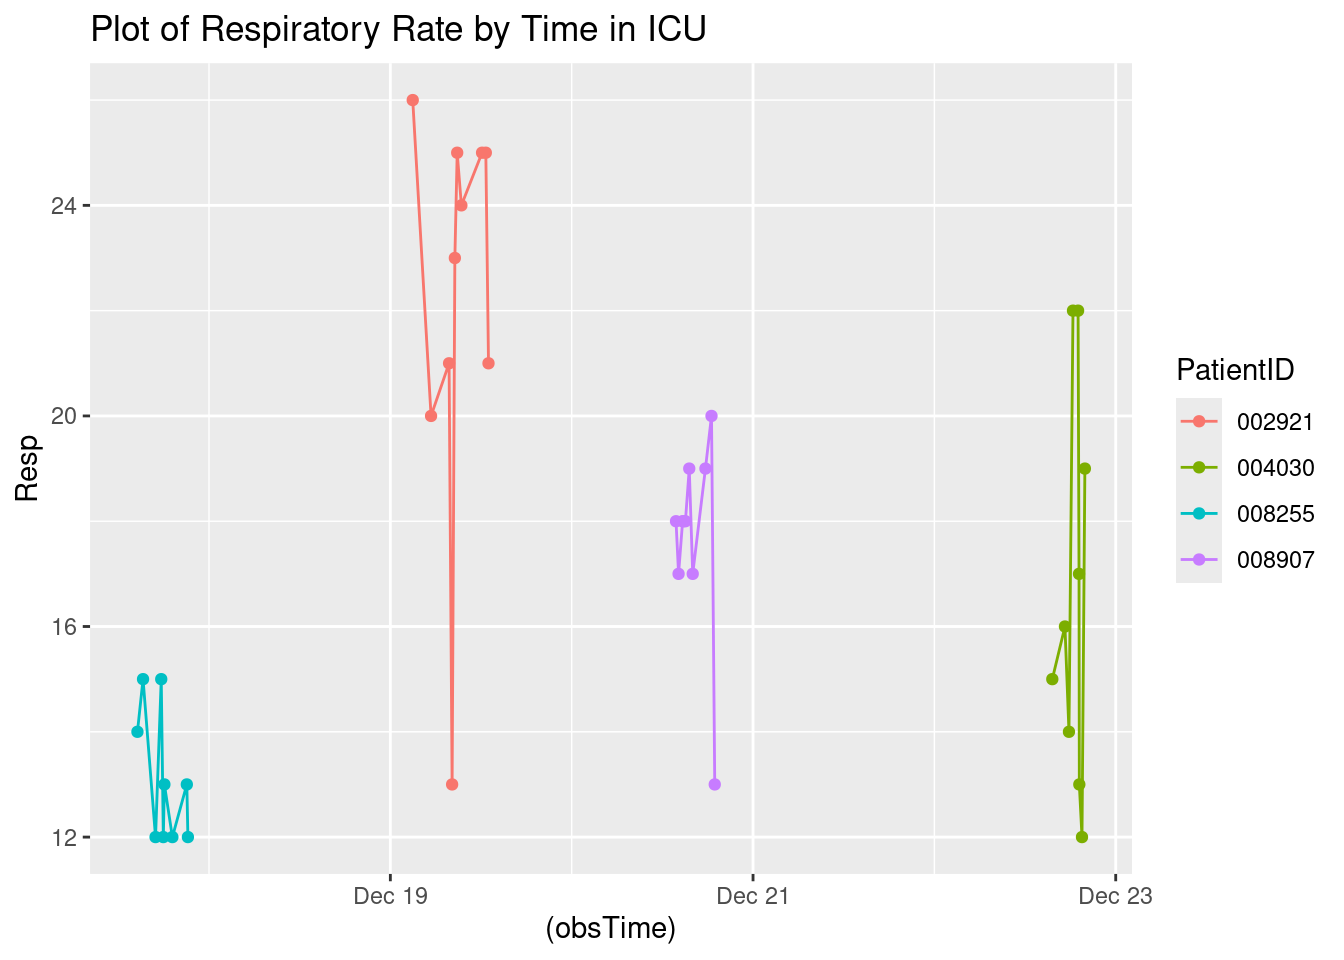 Plot of Respiratory Rate by Time in ICU
24
20
16
12
Resp
Dec 19
Dec 21
Dec 23
(obsTime)
PatientID
002921
004030
008255
008907